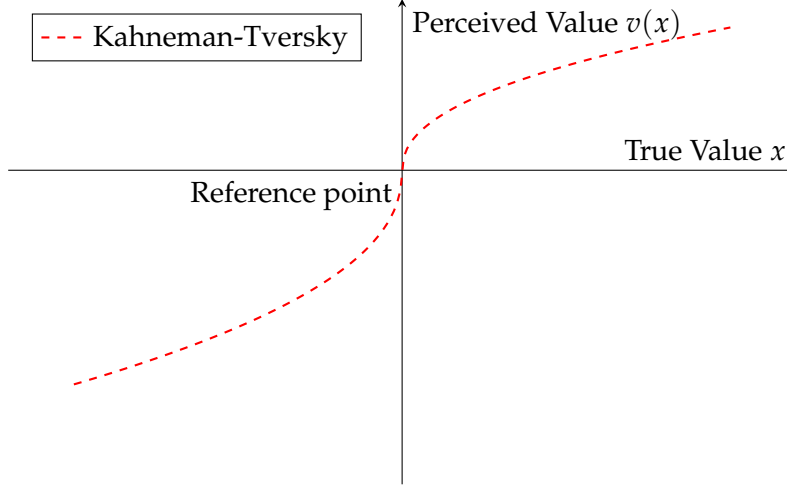 Kahneman-Tversky
Perceived Value v(x)
True Value x
Reference point